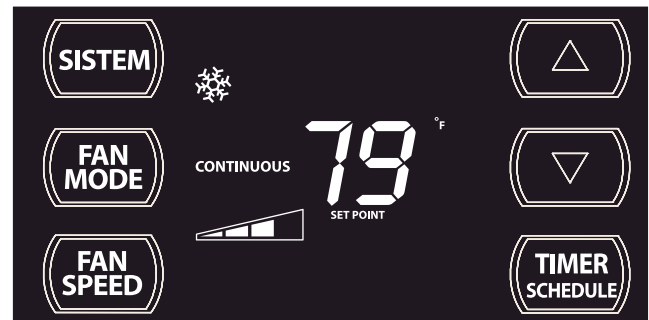 SISTEM
FAN
MODE
FAN
SPEED
CONTINUOUS
79
°F
SET POINT
TIMER
SCHEDULE